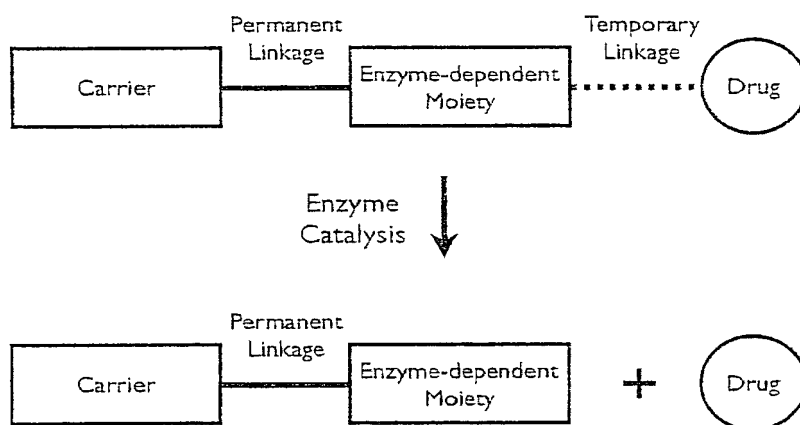 Permanent
Linkage
Temporary
Linkage
Carrier
Enzyme-dependent
Moiety
Drug
Enzyme
Catalysis
Permanent
Linkage
Carrier
Enzyme-dependent
Moiety
+
Drug